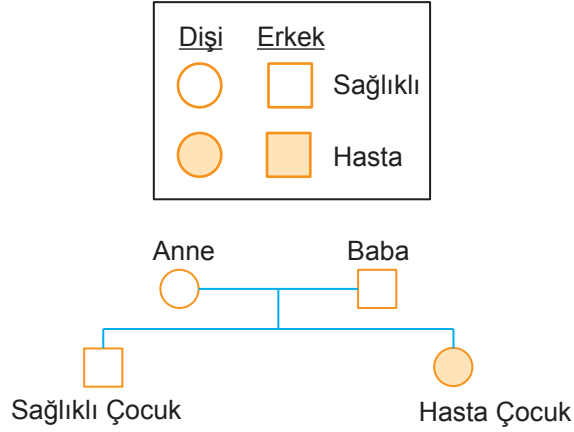 Dişi Erkek
Sağlıklı
Hasta
Anne Baba
Sağlıklı Çocuk Hasta Çocuk